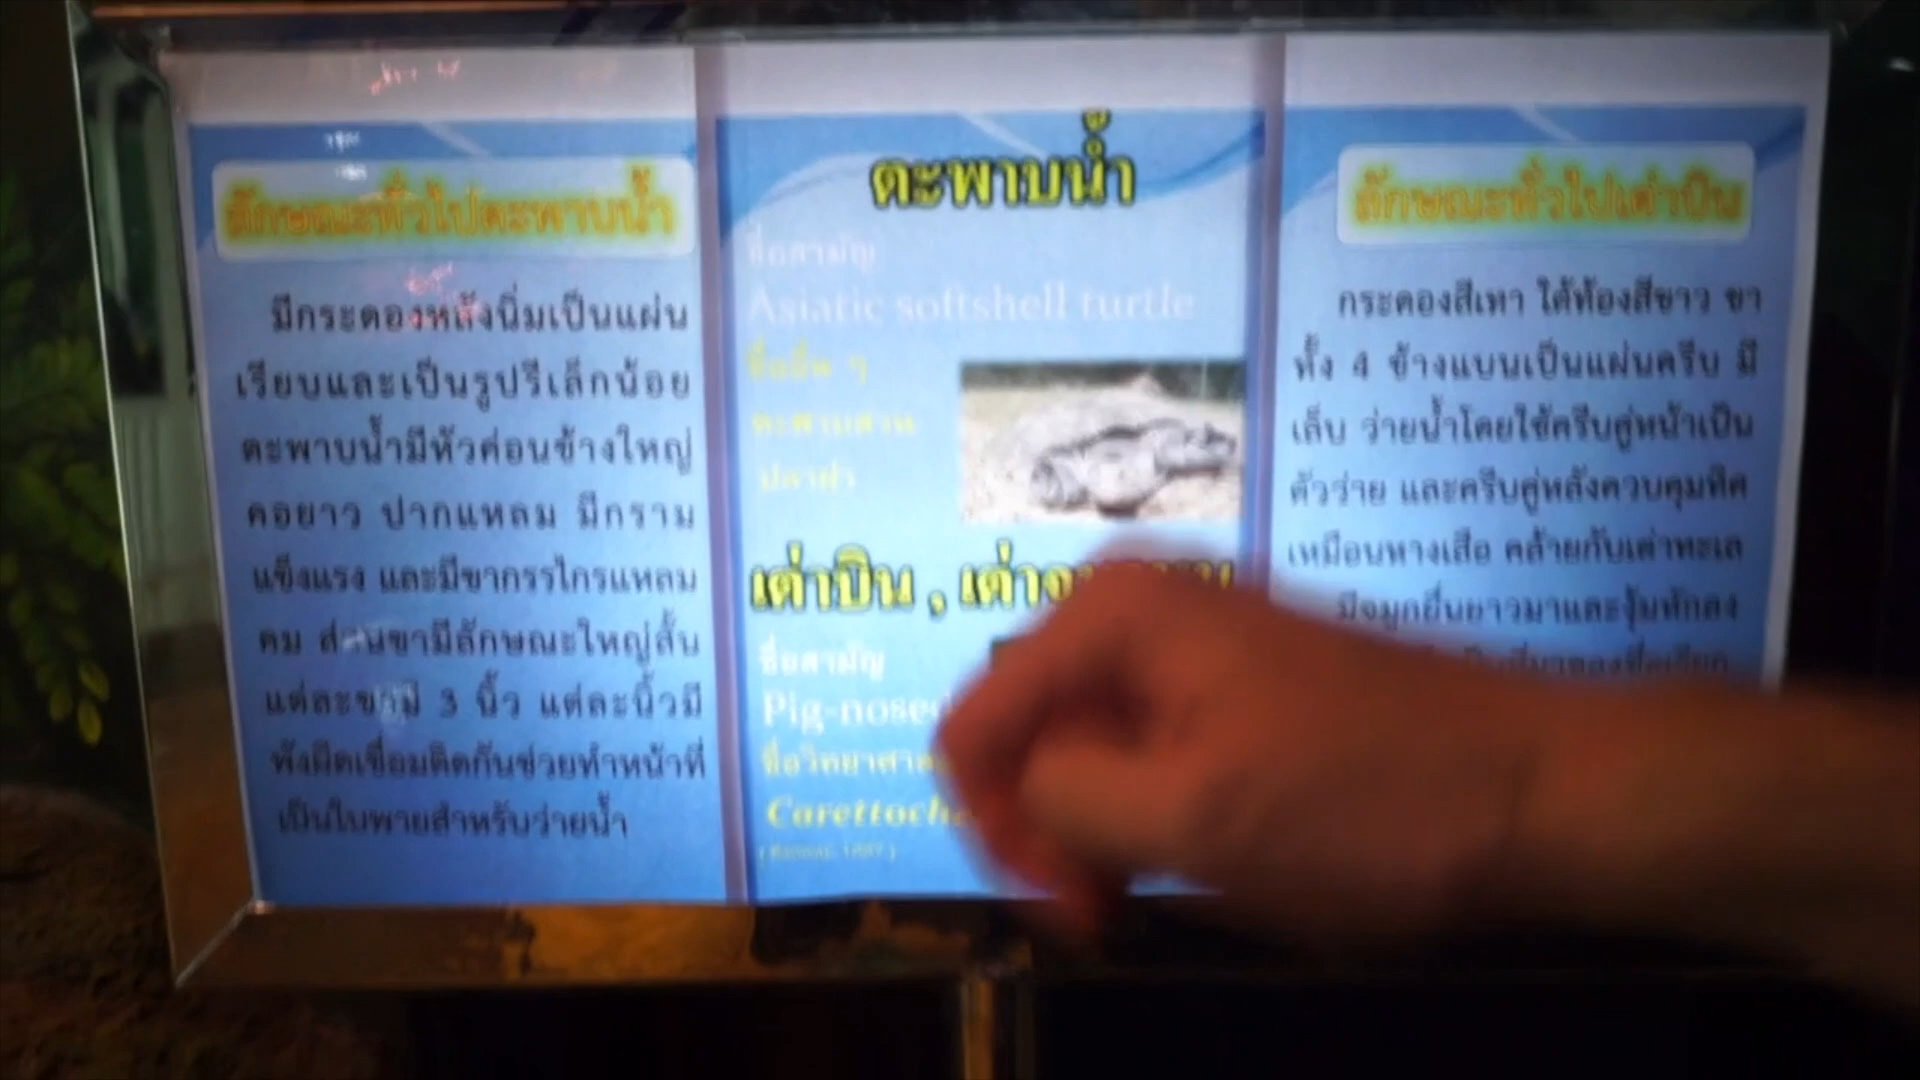 ลักษณะทั่วไปตะพาบน้ำ
มีกระดองหลังนิ่มเป็นแผ่น
เรียบและเป็นรูปรีเล็กน้อย
ตะพาบน้ำมีหัวค่อนข้างใหญ่
คอยาว ปากแหลม มีกราม
แข็งแรง และมีขากรรไกรแหลม
คม ส่วนขามีลักษณะใหญ่สั้น
แต่ละขามี 3 นิ้ว แต่ละนิ้วมี
พังผืดเชื่อมติดกันช่วยทำหน้าที่
เป็นใบพายสำหรับว่ายน้ำ
ตะพาบน้ำ
ชื่อสามัญ
Asiatic softshell turtle
ชื่ออื่น ๆ
ตะพาบสวน
ปลาฝา
เต่าบิน ,
ชื่อสามัญ
Pig-nosed
ลักษณะทั่วไปเต่าบิน
กระดองสีเทา ใต้ท้องสีขาว ขา
ทั้ง 4 ข้างแบนเป็นแผ่นครีบ มี
เล็บ ว่ายน้ำโดยใช้ครีบคู่หน้าเป็น
ตัวว่าย และครีบคู่หลังควบคุมทิศ
เหมือนหางเสือ คล้ายกับเต่าทะเล
มีจมูกยื่นยาวมาและงุ้มหักลง